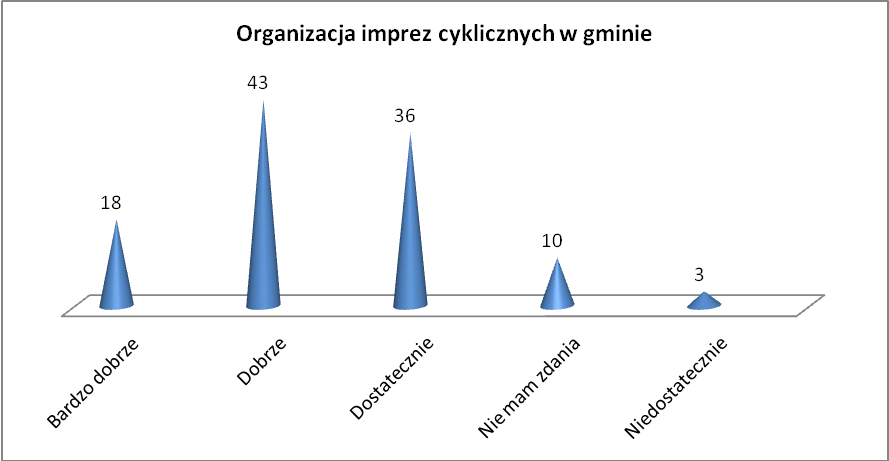 Organizacja imprez cyklicznych w gminie
18
43
36
10
3
Bardzo dobrze
Dobrze
Dostatecznie
Nie mam zdania
Niedostatecznie